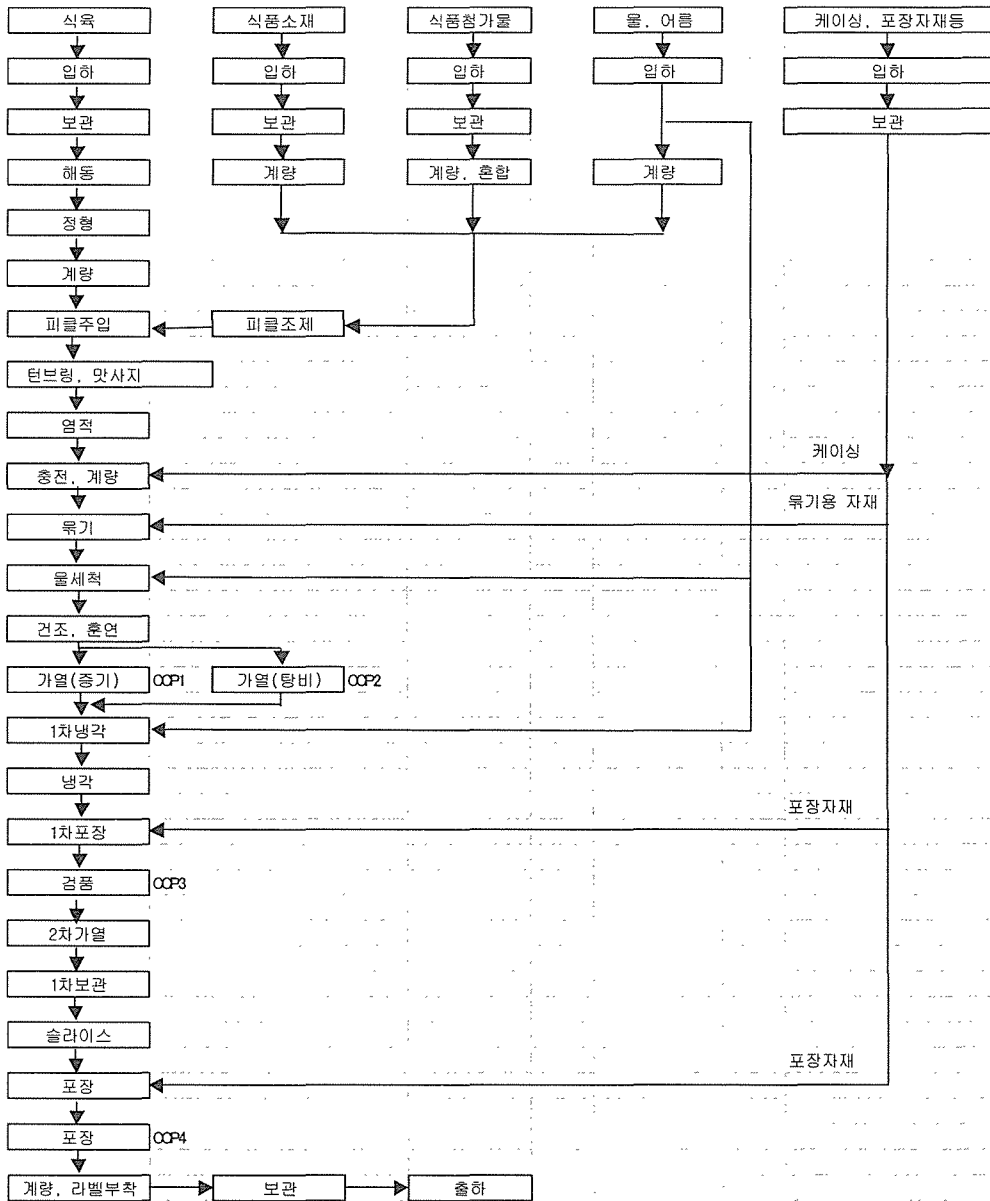 식육 식품소재 식품첨가물 물, 어름 케이싱, 포장자재등
입하 입하 입하 입하 입하
보관 보관 보관 보관
해동 계량 계량, 혼합 계량
정형
계량
피클주입 피클조제
턴브링, 맛사지
염적
케이싱
충전, 계량
묶기용 자재
묶기
물세척
건조, 훈연
가열(증기) CCP1 가열(탕비) CCP2
1차냉각
냉각
포장자재
1차포장
검품 CCP3
2차가열
1차보관
슬라이스
포장자재
포장
포장 CCP4
계량, 라벨부착 보관 출하